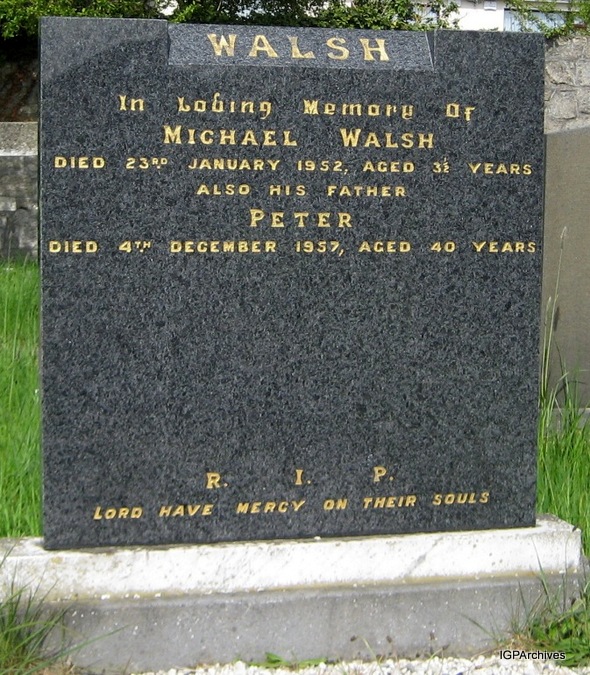 WALSH
In Loving Memory Of
MICHAEL WALSH
DIED 23RD JANUARY 1952, AGED 3½ YEARS
ALSO HIS FATHER
PETER
DIED 4TH DECEMBER 1957, AGED 40 YEARS
R. I. P.
LORD HAVE MERCY ON THEIR SOULS
IGPArchives